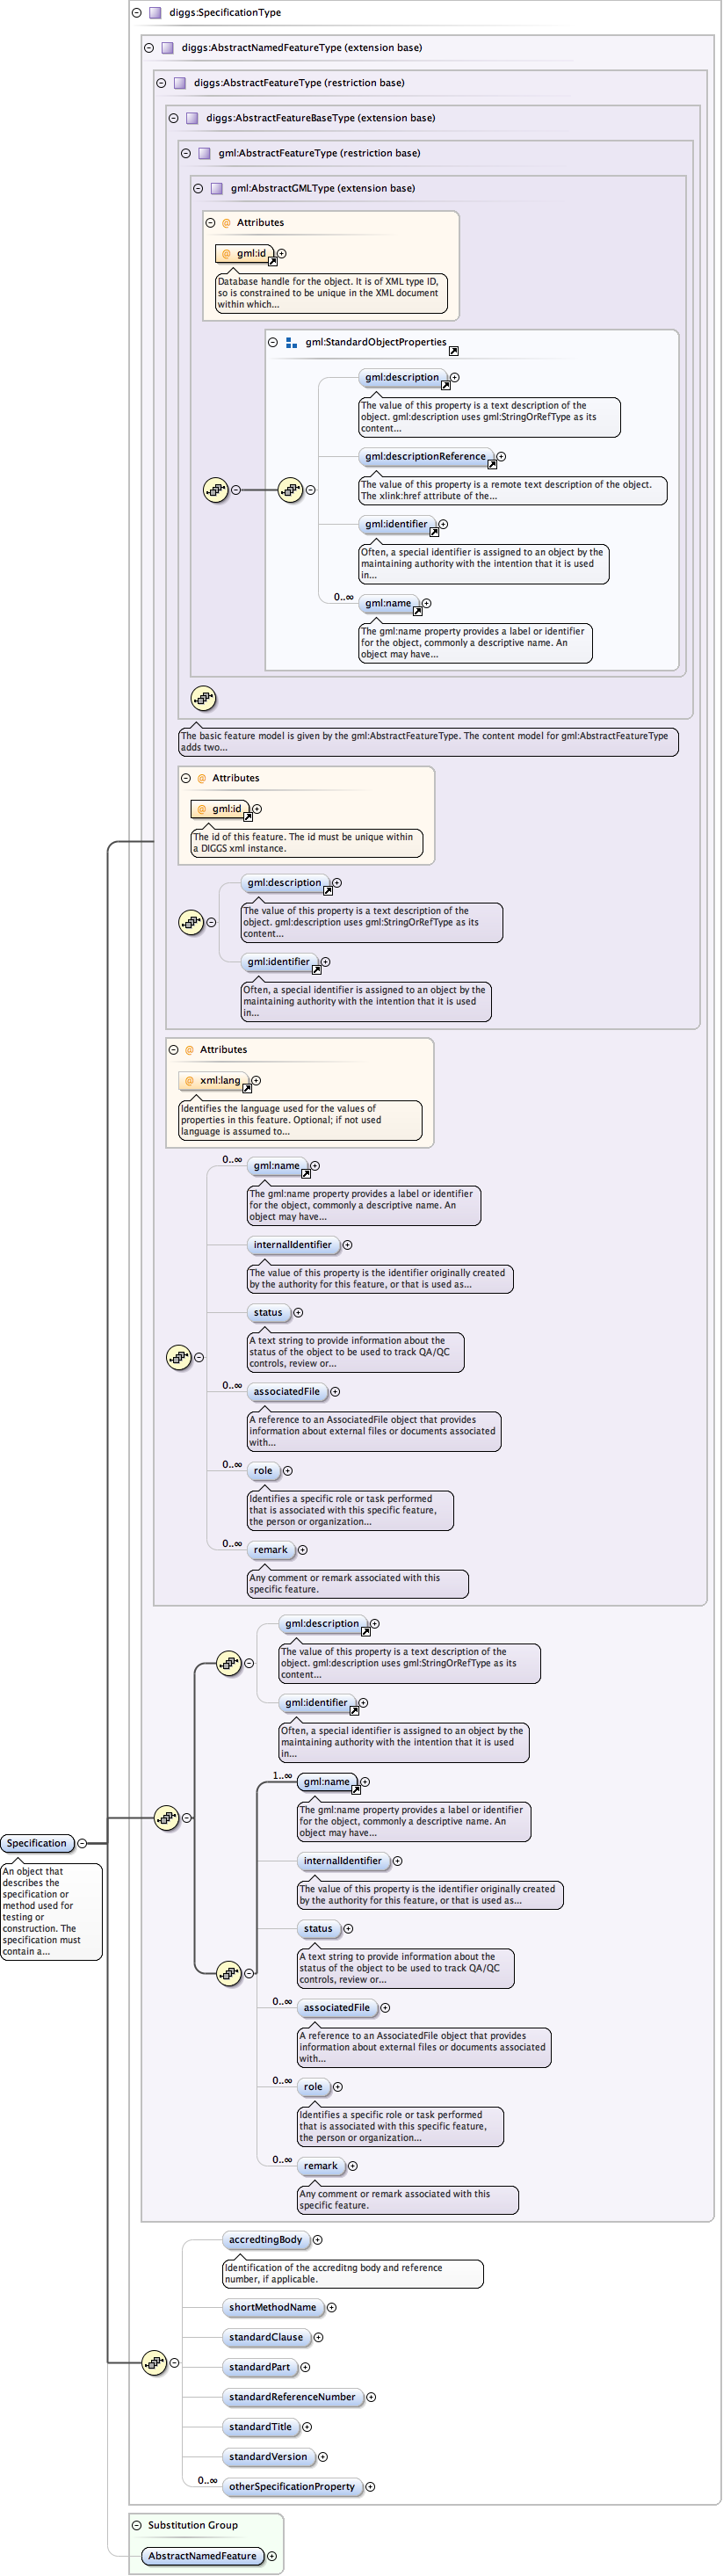 diggs:SpecificationType
diggs:AbstractNamedFeatureType (extension base)
diggs:AbstractFeatureType (restriction base)
diggs:AbstractFeatureBaseType (extension base)
gml:AbstractFeatureType (restriction base)
gml:AbstractGMLType (extension base)
@ Attributes
@ gml:id
Database handle for the object. It is of XML type ID,
so is constrained to be unique in the XML document
within which...
gml:StandardObjectProperties
gml:description
The value of this property is a text description of the
object. gml:description uses gml:StringOrRefType as its
content...
gml:descriptionReference
The value of this property is a remote text description of the object.
The xlink:href attribute of the...
gml:identifier
Often, a special identifier is assigned to an object by the
maintaining authority with the intention that it is used
in...
0..∞
gml:name
The gml:name property provides a label or identifier
for the object, commonly a descriptive name. An
object may have...
The basic feature model is given by the gml:AbstractFeatureType. The content model for gml:AbstractFeatureType
adds two...
@ Attributes
@ gml:id
The id of this feature. The id must be unique within
a DIGGS xml instance.
gml:description
The value of this property is a text description of the
object. gml:description uses gml:StringOrRefType as its
content...
gml:identifier
Often, a special identifier is assigned to an object by the
maintaining authority with the intention that it is used
in...
@ Attributes
@ xml:lang
Identifies the language used for the values of
properties in this feature. Optional; if not used
language is assumed to...
0..∞
gml:name
The gml:name property provides a label or identifier
for the object, commonly a descriptive name. An
object may have...
internalIdentifier
The value of this property is the identifier originally created
by the authority for this feature, or that is used as...
status
A text string to provide information about the
status of the object to be used to track QA/QC
controls, review or...
0..∞
associatedFile
A reference to an AssociatedFile object that provides
information about external files or documents associated
with...
0..∞
role
Identifies a specific role or task performed
that is associated with this specific feature,
the person or organization...
0..∞
remark
Any comment or remark associated with this
specific feature.
gml:description
The value of this property is a text description of the
object. gml:description uses gml:StringOrRefType as its
content...
gml:identifier
Often, a special identifier is assigned to an object by the
maintaining authority with the intention that it is used
in...
1..∞
gml:name
The gml:name property provides a label or identifier
for the object, commonly a descriptive name. An
object may have...
Specification
An object that
describes the
specification or
method used for
testing or
construction. The
specification must
contain a...
internalIdentifier
The value of this property is the identifier originally created
by the authority for this feature, or that is used as...
status
A text string to provide information about the
status of the object to be used to track QA/QC
controls, review or...
0..∞
associatedFile
A reference to an AssociatedFile object that provides
information about external files or documents associated
with...
0..∞
role
Identifies a specific role or task performed
that is associated with this specific feature,
the person or organization...
0..∞
remark
Any comment or remark associated with this
specific feature.
accredtingBody
Identification of the accreditng body and reference
number, if applicable.
shortMethodName
standardClause
standardPart
standardReferenceNumber
standardTitle
standardVersion
0..∞
otherSpecificationProperty
Substitution Group
AbstractNamedFeature